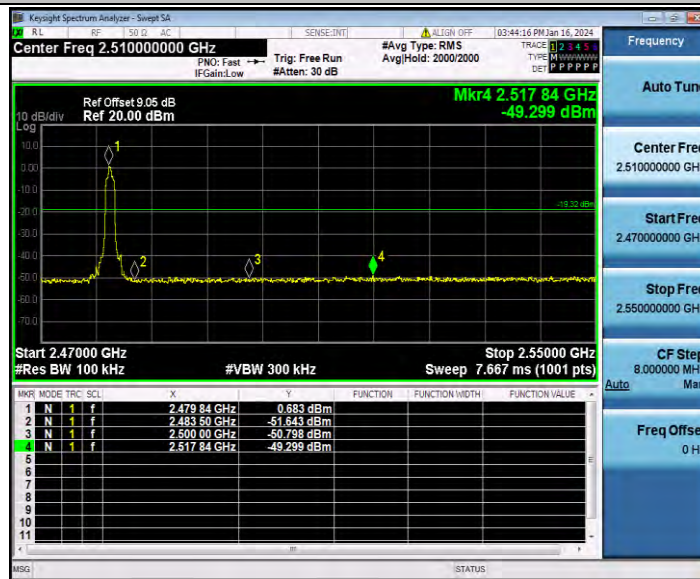 Keysight Spectrum Analyzer - Swept SA
RL RF 50 Ω AC SENSE:INT ALIGN OFF 03:44:16 PM Jan 16, 2024
Center Freq 2.510000000 GHz
PNO: Fast
IFGain:Low
Trig: Free Run
#Atten: 30 dB
#Avg Type: RMS
Avg|Hold: 2000/2000
TRACE 1 2 3 4 5 6
TYPE M W W W W W
DET P P P P P P
Frequency
Auto Tune
Center Freq
2.510000000 GHz
Start Freq
2.470000000 GHz
Stop Freq
2.550000000 GHz
CF Step
8.000000 MHz
Auto Man
Freq Offset
0 Hz
Mkr4 2.517 84 GHz
-49.299 dBm
Ref Offset 9.05 dB
10 dB/div Ref 20.00 dBm
Log
10.0
0.00
-10.0
-20.0
-30.0
-40.0
-50.0
-60.0
-70.0
1
2
3
4
-19.32 dBm
Start 2.47000 GHz Stop 2.55000 GHz
#Res BW 100 kHz #VBW 300 kHz Sweep 7.667 ms (1001 pts)
MKR MODE TRC SCL X Y FUNCTION FUNCTION WIDTH FUNCTION VALUE
1 N 1 f 2.479 84 GHz 0.683 dBm
2 N 1 f 2.483 50 GHz -51.643 dBm
3 N 1 f 2.500 00 GHz -50.798 dBm
4 N 1 f 2.517 84 GHz -49.299 dBm
5
6
7
8
9
10
11
MSG STATUS